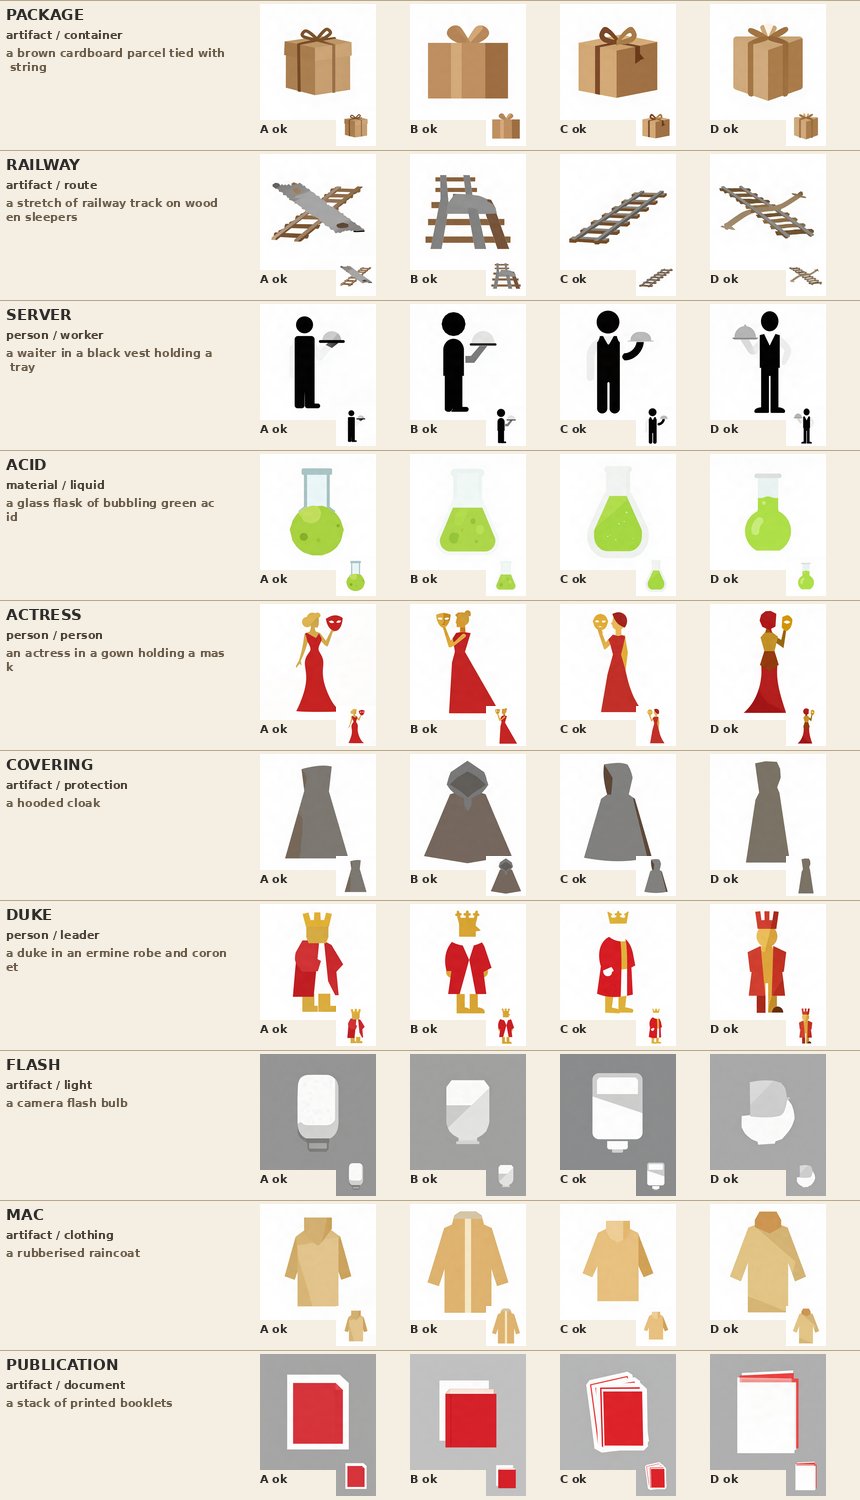 PACKAGE
artifact / container
a brown cardboard parcel tied with
string
A ok
B ok
C ok
D ok
RAILWAY
artifact / route
a stretch of railway track on wood
en sleepers
A ok
B ok
C ok
D ok
SERVER
person / worker
a waiter in a black vest holding a
tray
A ok
B ok
C ok
D ok
ACID
material / liquid
a glass flask of bubbling green ac
id
A ok
B ok
C ok
D ok
ACTRESS
person / person
an actress in a gown holding a mas
k
A ok
B ok
C ok
D ok
COVERING
artifact / protection
a hooded cloak
A ok
B ok
C ok
D ok
DUKE
person / leader
a duke in an ermine robe and coron
et
A ok
B ok
C ok
D ok
FLASH
artifact / light
a camera flash bulb
A ok
B ok
C ok
D ok
MAC
artifact / clothing
a rubberised raincoat
A ok
B ok
C ok
D ok
PUBLICATION
artifact / document
a stack of printed booklets
A ok
B ok
C ok
D ok